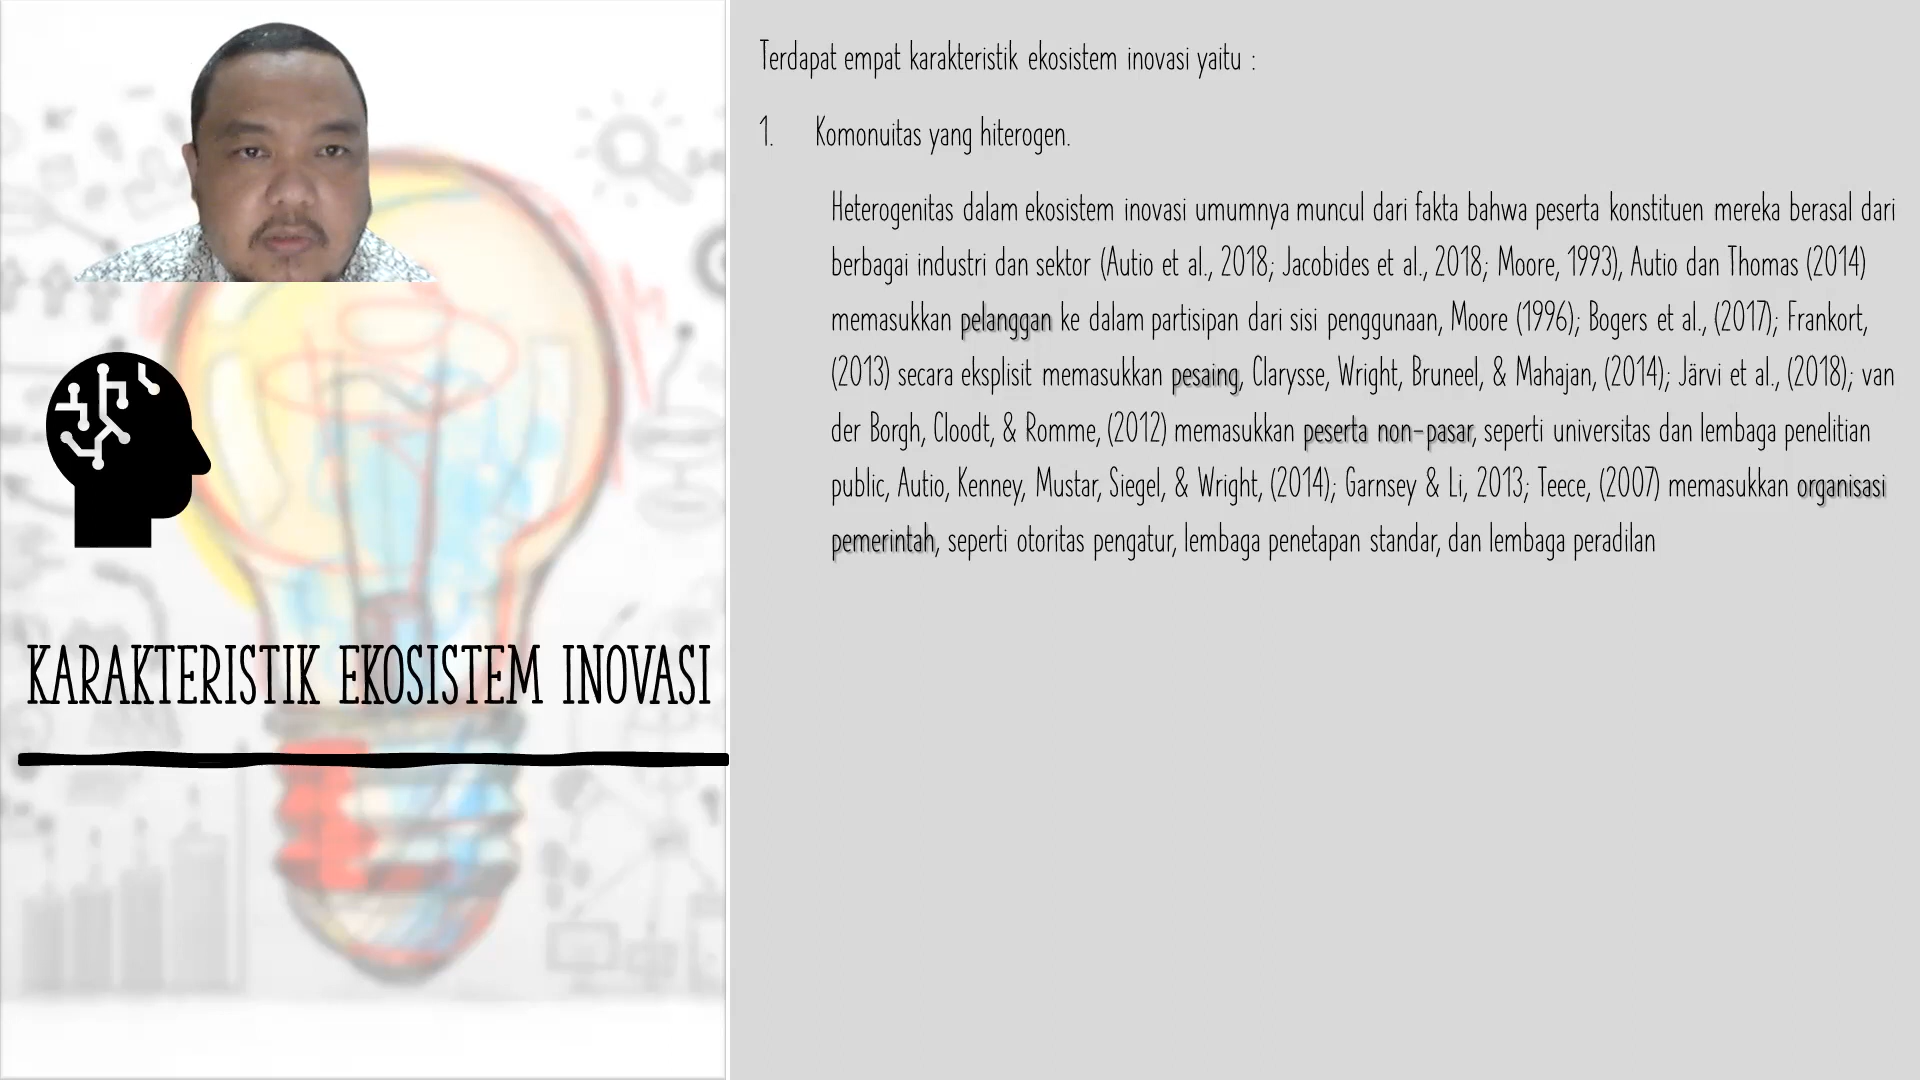 Terdapat empat karakteristik ekosistem inovasi yaitu :
1. Komonuitas yang hiterogen.
Heterogenitas dalam ekosistem inovasi umumnya muncul dari fakta bahwa peserta konstituen mereka berasal dari
berbagai industri dan sektor (Autio et al., 2018; Jacobides et al., 2018; Moore, 1993), Autio dan Thomas (2014)
memasukkan pelanggan ke dalam partisipan dari sisi penggunaan, Moore (1996); Bogers et al., (2017); Frankort,
(2013) secara eksplisit memasukkan pesaing, Clarysse, Wright, Bruneel, & Mahajan, (2014); Järvi et al., (2018); van
der Borgh, Cloodt, & Romme, (2012) memasukkan peserta non-pasar, seperti universitas dan lembaga penelitian
public, Autio, Kenney, Mustar, Siegel, & Wright, (2014); Garnsey & Li, 2013; Teece, (2007) memasukkan organisasi
pemerintah, seperti otoritas pengatur, lembaga penetapan standar, dan lembaga peradilan
KARAKTERISTIK EKOSISTEM INOVASI